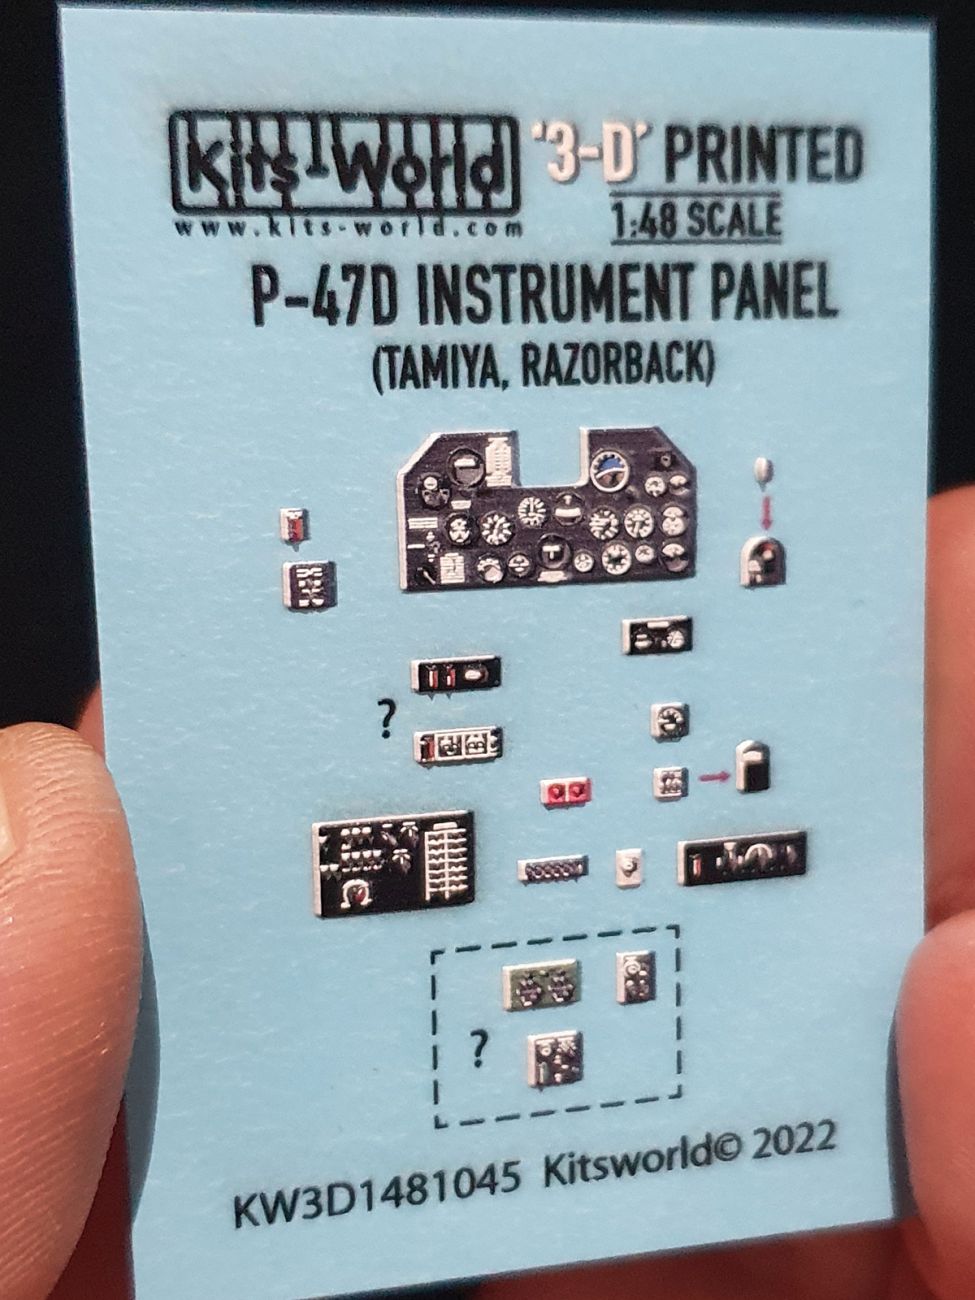 Kits-World '3-D' PRINTED
www.kits-world.com 1:48 SCALE
P-47D INSTRUMENT PANEL
(TAMIYA, RAZORBACK)
?
?
KW3D1481045 Kitsworld© 2022